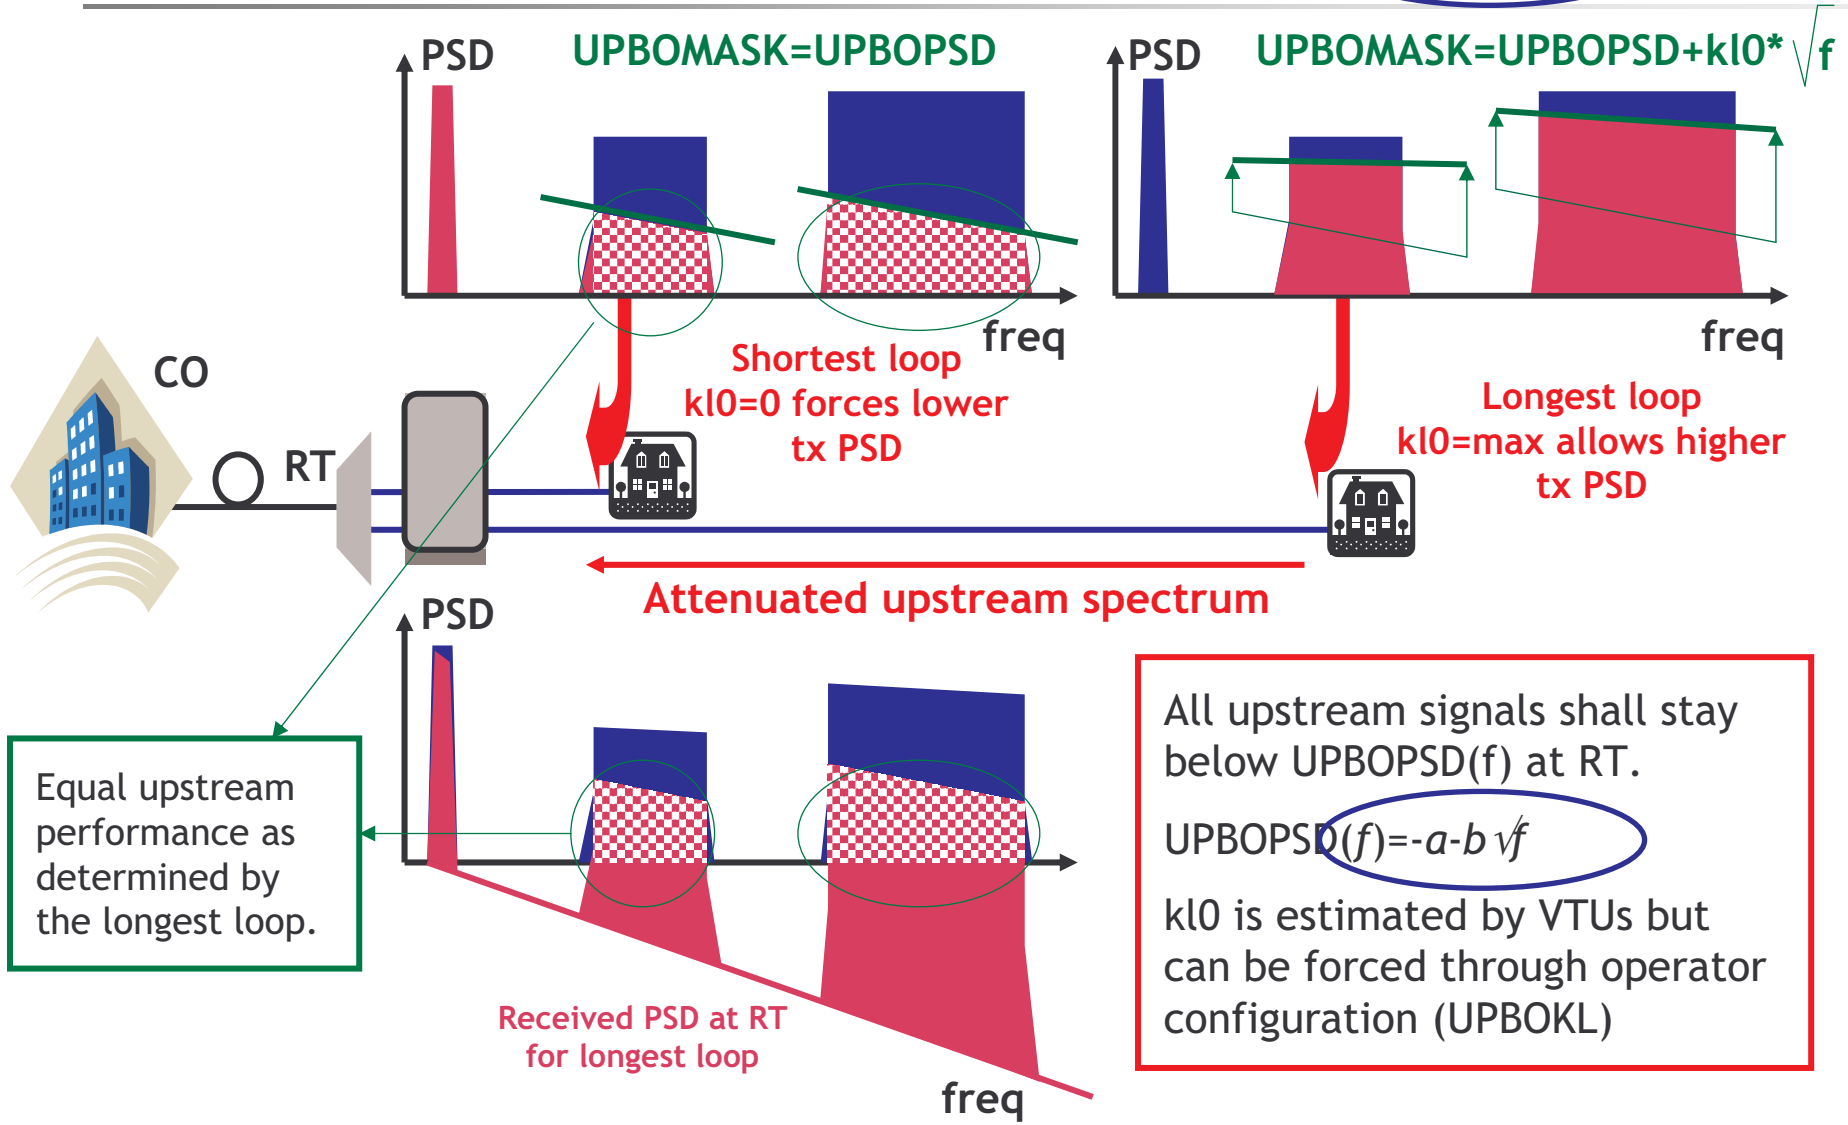 PSD
UPBOMASK=UPBOPSD
PSD
UPBOMASK=UPBOPSD+kl0* √f
freq
freq
CO
RT
Shortest loop
kl0=0 forces lower
tx PSD
Longest loop
kl0=max allows higher
tx PSD
Attenuated upstream spectrum
PSD
Equal upstream
performance as
determined by
the longest loop.
Received PSD at RT
for longest loop
freq
All upstream signals shall stay
below UPBOPSD(f) at RT.
UPBOPSD(f)=-a-b √f
kl0 is estimated by VTUs but
can be forced through operator
configuration (UPBOKL)